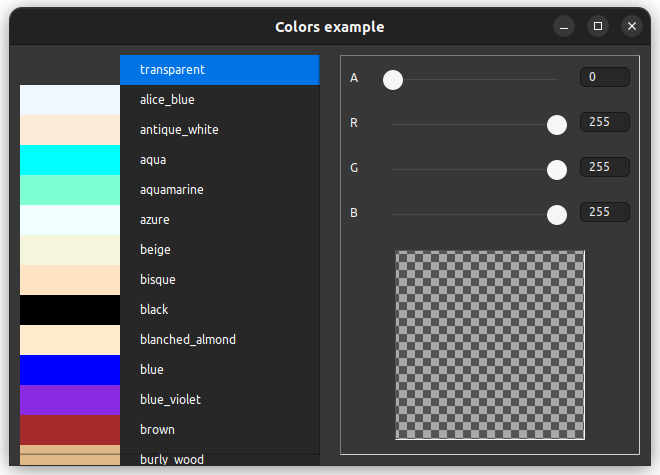 Colors example
transparent
alice_blue
antique_white
aqua
aquamarine
azure
beige
bisque
black
blanched_almond
blue
blue_violet
brown
burly_wood
A 0
R 255
G 255
B 255